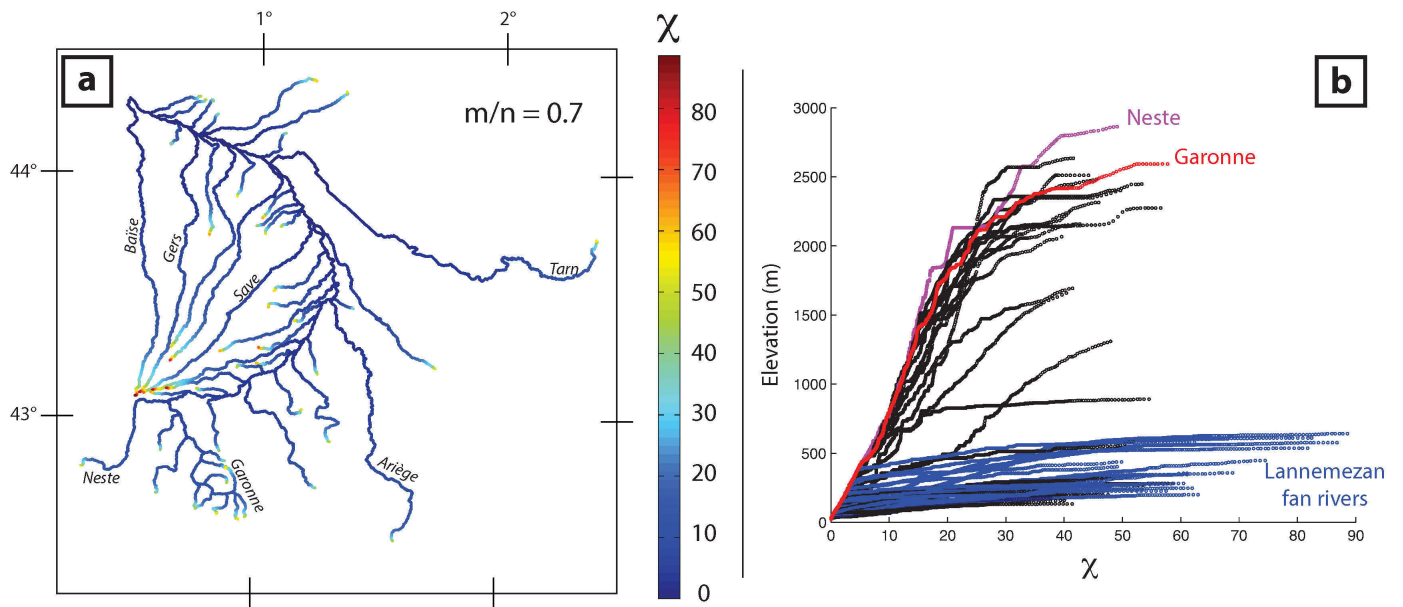 1°
2°
a
m/n = 0.7
44°
43°
Baïse
Gers
Save
Tarn
Neste
Garonne
Ariège
χ
80
70
60
50
40
30
20
10
0
b
3000
2500
2000
1500
1000
500
0
Elevation (m)
Neste
Garonne
Lannemezan
fan rivers
0 10 20 30 40 50 60 70 80 90
χ